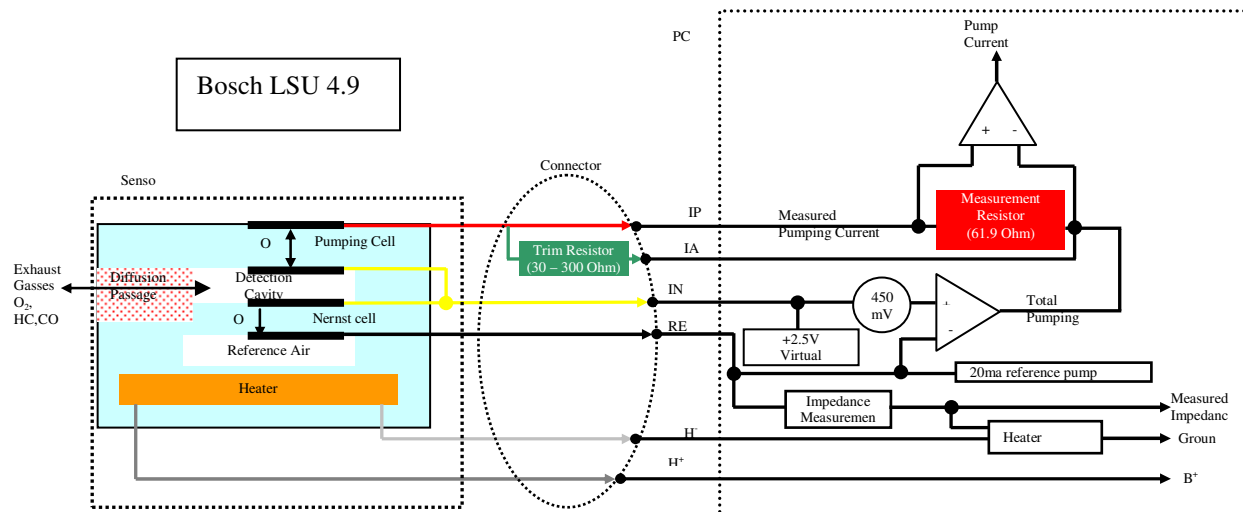 Bosch LSU 4.9
PC
Pump
Current
+ -
Connector
Senso
IP
Measured
Pumping Current
Measurement
Resistor
(61.9 Ohm)
O
Pumping Cell
Trim Resistor
(30 – 300 Ohm)
IA
Exhaust
Gasses
O2,
HC,CO
Diffusion
Passage
Detection
Cavity
IN
450
mV
+
-
Total
Pumping
O
Nernst cell
RE
+2.5V
Virtual
Reference Air
20ma reference pump
Heater
Impedance
Measuremen
Measured
Impedanc
H-
Heater
Groun
H+
B+